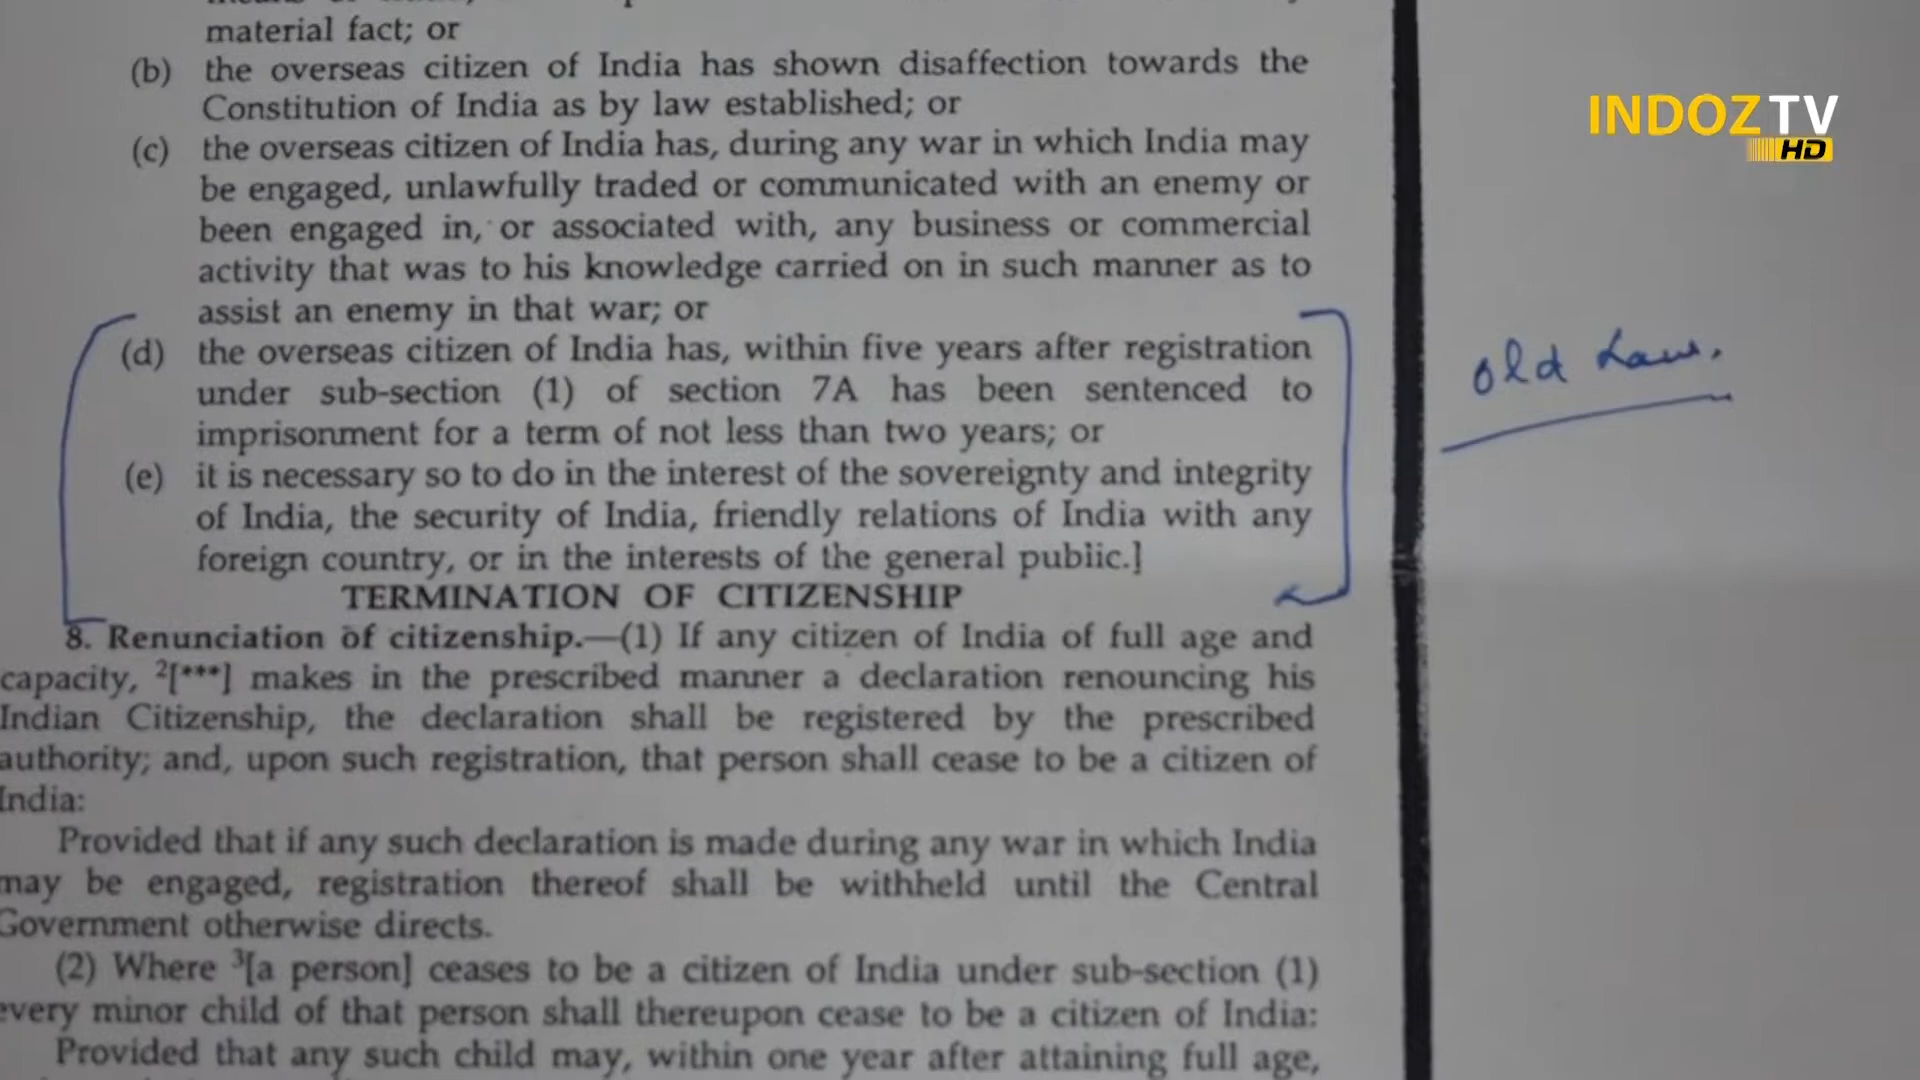 material fact; or
(b) the overseas citizen of India has shown disaffection towards the
Constitution of India as by law established; or
(c) the overseas citizen of India has, during any war in which India may
be engaged, unlawfully traded or communicated with an enemy or
been engaged in, or associated with, any business or commercial
activity that was to his knowledge carried on in such manner as to
assist an enemy in that war; or
(d) the overseas citizen of India has, within five years after registration
under sub-section (1) of section 7A has been sentenced to
imprisonment for a term of not less than two years; or
(e) it is necessary so to do in the interest of the sovereignty and integrity
of India, the security of India, friendly relations of India with any
foreign country, or in the interests of the general public.]
TERMINATION OF CITIZENSHIP
8. Renunciation of citizenship.—(1) If any citizen of India of full age and
capacity, 2[***] makes in the prescribed manner a declaration renouncing his
Indian Citizenship, the declaration shall be registered by the prescribed
authority; and, upon such registration, that person shall cease to be a citizen of
India:
Provided that if any such declaration is made during any war in which India
may be engaged, registration thereof shall be withheld until the Central
Government otherwise directs.
(2) Where 3[a person] ceases to be a citizen of India under sub-section (1)
every minor child of that person shall thereupon cease to be a citizen of India:
Provided that any such child may, within one year after attaining full age,
old Law.
INDOZ TV
HD